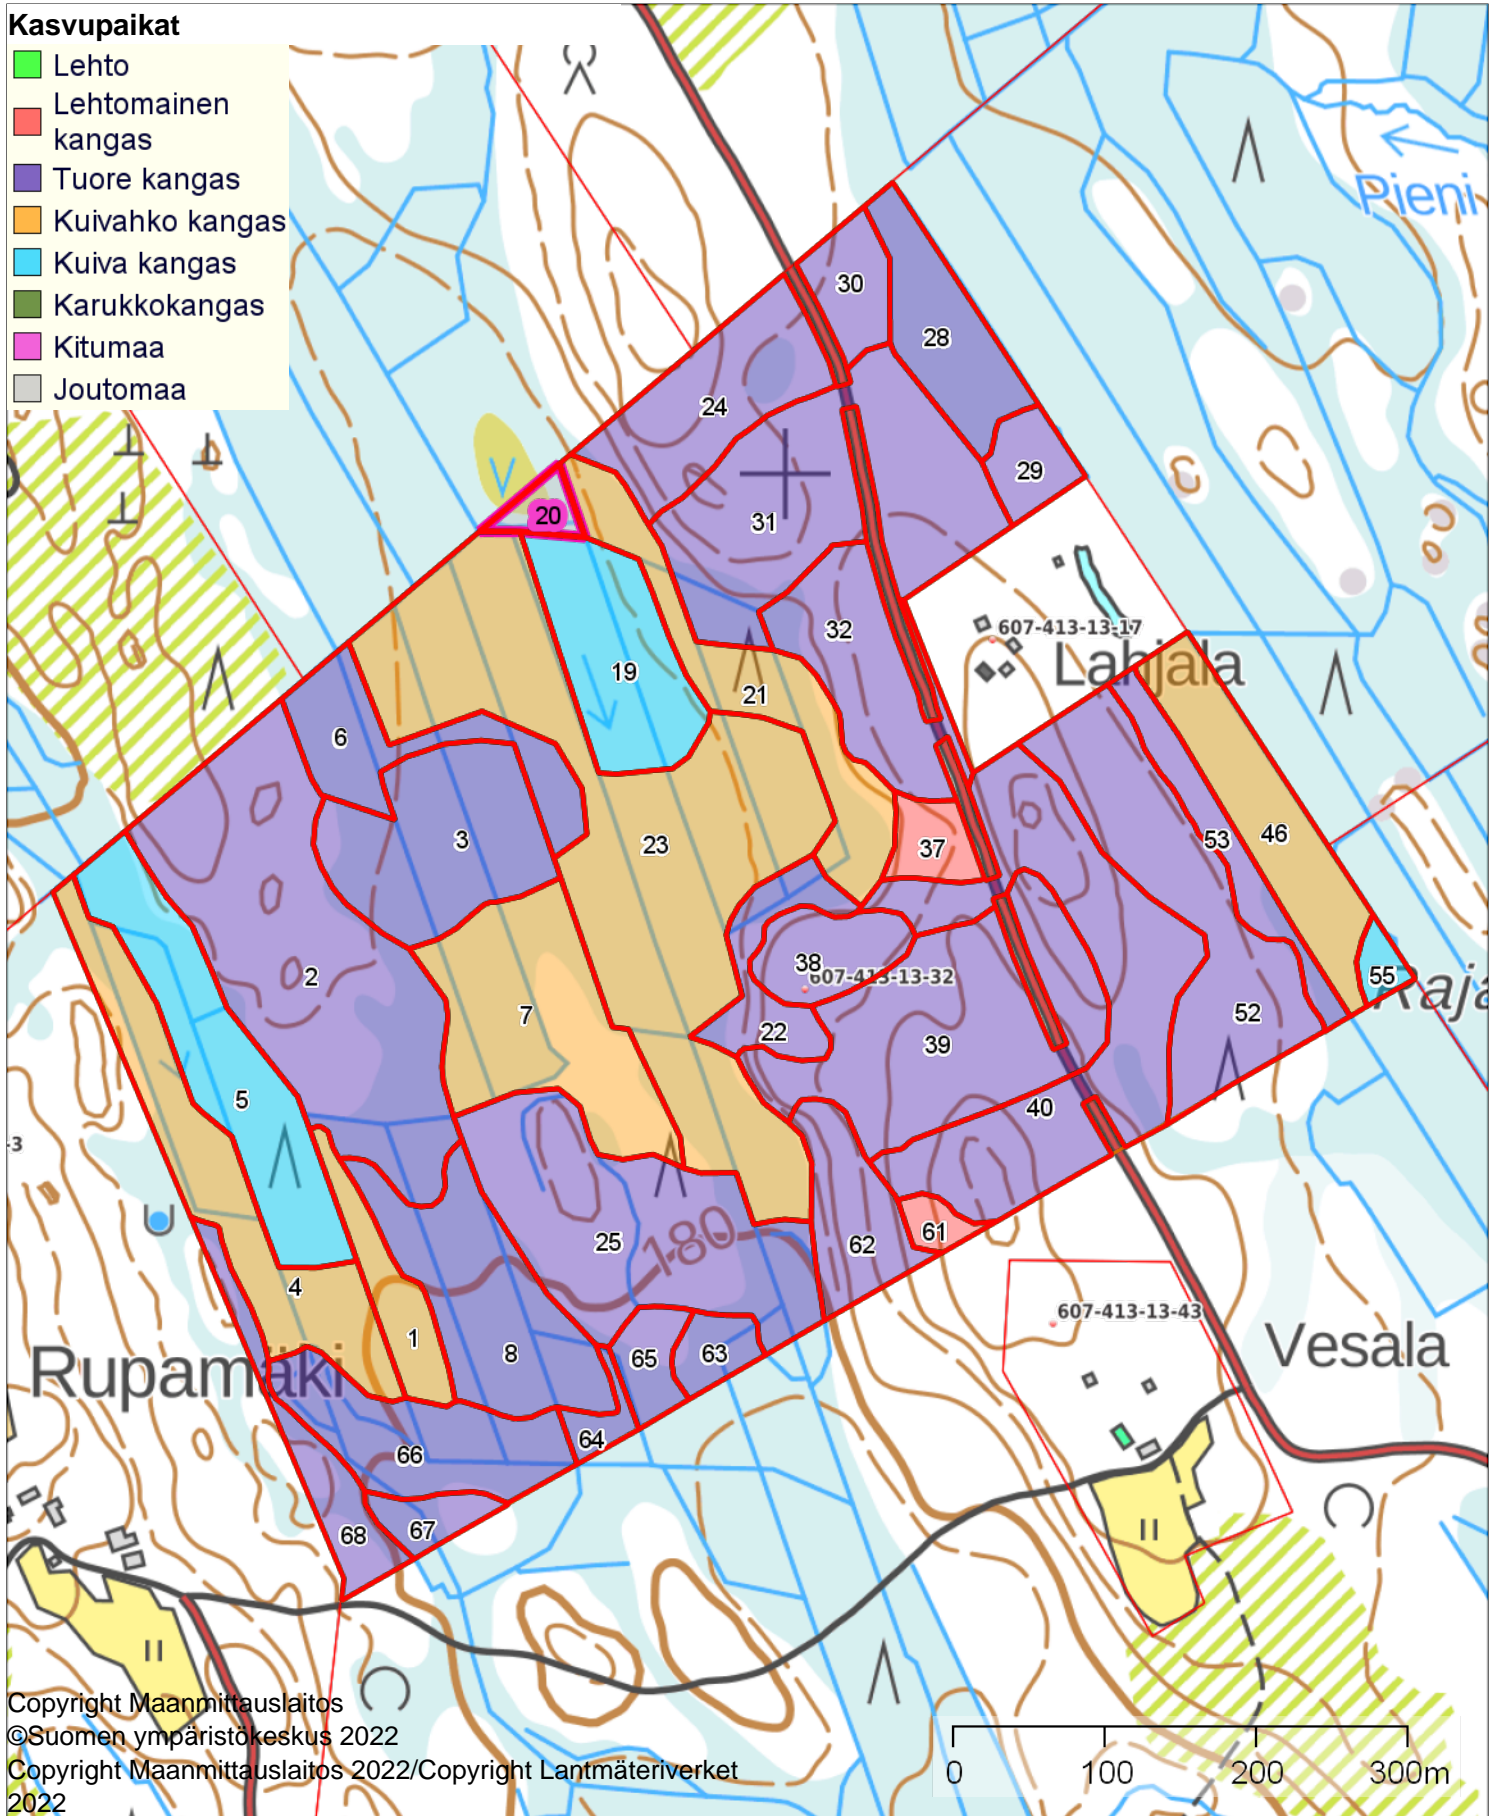 Kasvupaikat
Lehto
Lehtomainen
kangas
Tuore kangas
Kuivahko kangas
Kuiva kangas
Karukkokangas
Kitumaa
Joutomaa
Pieni
30
28
24
29
20
31
32
607-413-13-17
Lahjala
19
21
6
53
46
3
23
37
2
38
607-413-13-32
55
Raja
7
52
22
39
5
40
-3
180
25
61
62
4
607-413-13-43
1
8
65
63
Vesala
Rupamäki
64
66
67
68
Copyright Maanmittauslaitos
©Suomen ympäristökeskus 2022
Copyright Maanmittauslaitos 2022/Copyright Lantmäteriverket
2022
0 100 200 300m